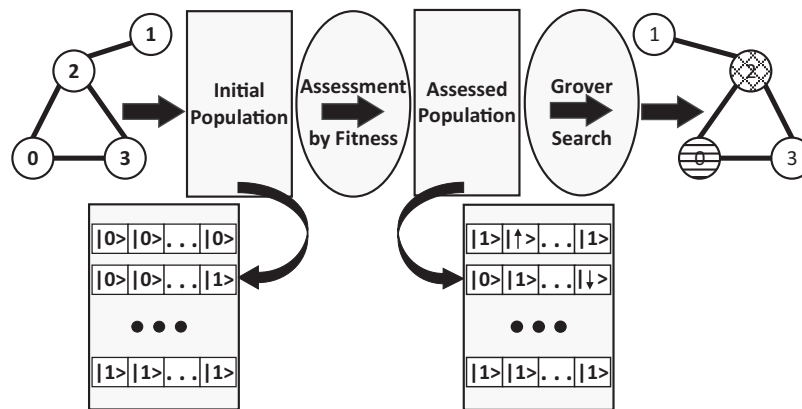 1
2
0
3
Initial
Population
Assessment
by Fitness
Assessed
Population
Grover
Search
1
2
0
3
|0> |0> . . . |0>
|0> |0> . . . |1>
● ● ●
|1> |1> . . . |1>
|1> |↑> . . . |1>
|0> |1> . . . |↓>
● ● ●
|1> |1> . . . |1>